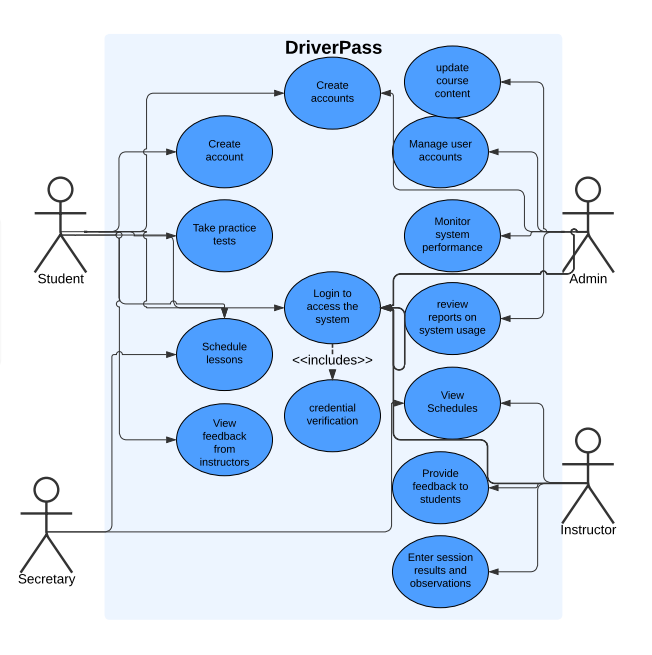 DriverPass
Create
accounts
update
course
content
Create
account
Manage user
accounts
Take practice
tests
Monitor
system
performance
Student
Admin
Login to
access the
system
review
reports on
system usage
Schedule
lessons
<<includes>>
View
Schedules
credential
verification
View
feedback
from
instructors
Provide
feedback to
students
Instructor
Enter session
results and
observations
Secretary